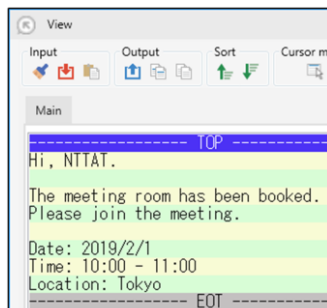 View
Input Output Sort Cursor m
Main
------------------ TOP -----------
Hi, NTTAT.
The meeting room has been booked.
Please join the meeting.
Date: 2019/2/1
Time: 10:00 - 11:00
Location: Tokyo
------------------ EOT -----------